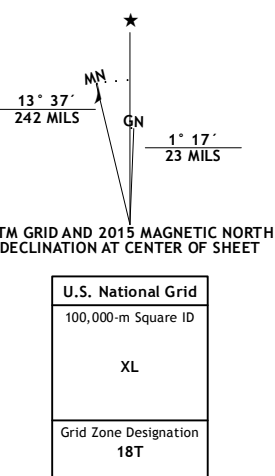 ★
MN
13° 37´
242 MILS
GN
1° 17´
23 MILS
TM GRID AND 2015 MAGNETIC NORTH
DECLINATION AT CENTER OF SHEET
U.S. National Grid
100,000-m Square ID
XL
Grid Zone Designation
18T